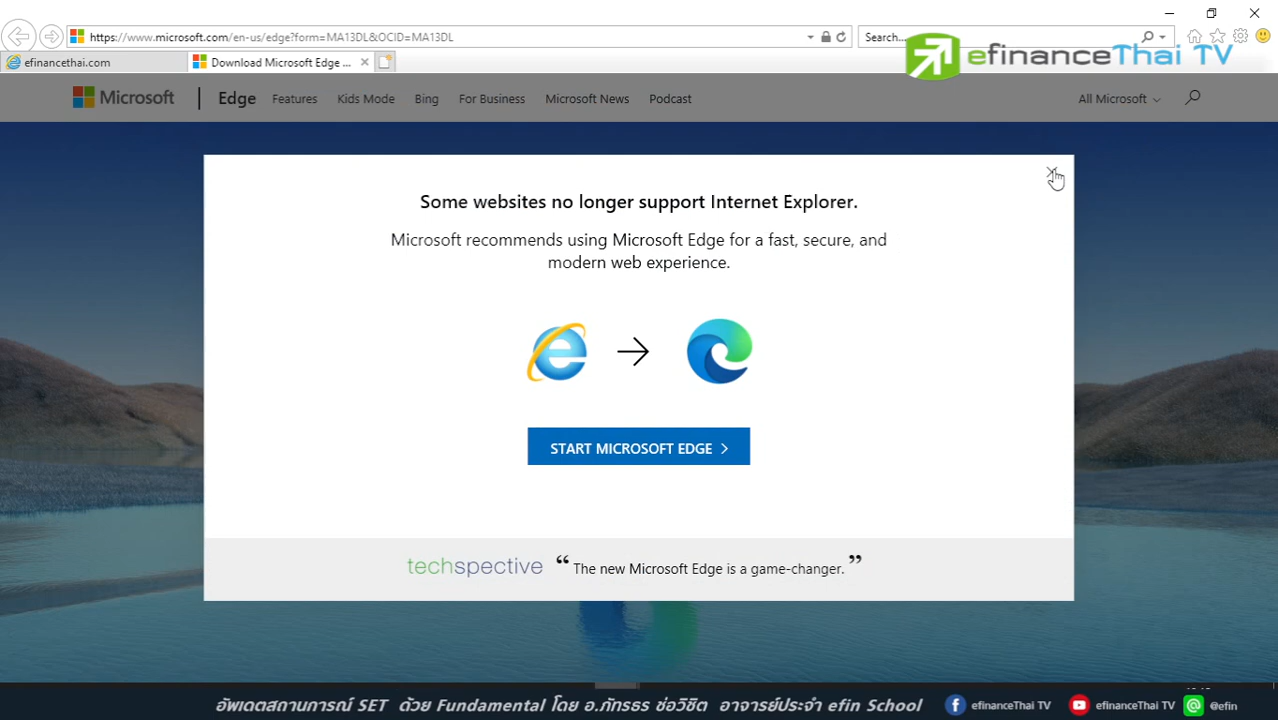 https://www.microsoft.com/en-us/edge?form=MA13DL&OCID=MA13DL
Search...
efinanceThai TV
efinancethai.com
Download Microsoft Edge ...
Microsoft
Edge
Features
Kids Mode
Bing
For Business
Microsoft News
Podcast
All Microsoft
Some websites no longer support Internet Explorer.
Microsoft recommends using Microsoft Edge for a fast, secure, and
modern web experience.
START MICROSOFT EDGE
techspective “ The new Microsoft Edge is a game-changer. ”
อัพเดตสถานการณ์ SET ด้วย Fundamental โดย อ.ภัทรธร ช่อวิชิต อาจารย์ประจำ efin School
efinanceThai TV
efinanceThai TV
@efin